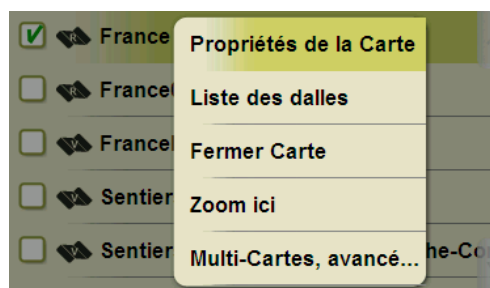 France
Propriétés de la Carte
France
Liste des dalles
France
Fermer Carte
Sentier
Zoom ici
Sentier
Multi-Cartes, avancé...
he-Co